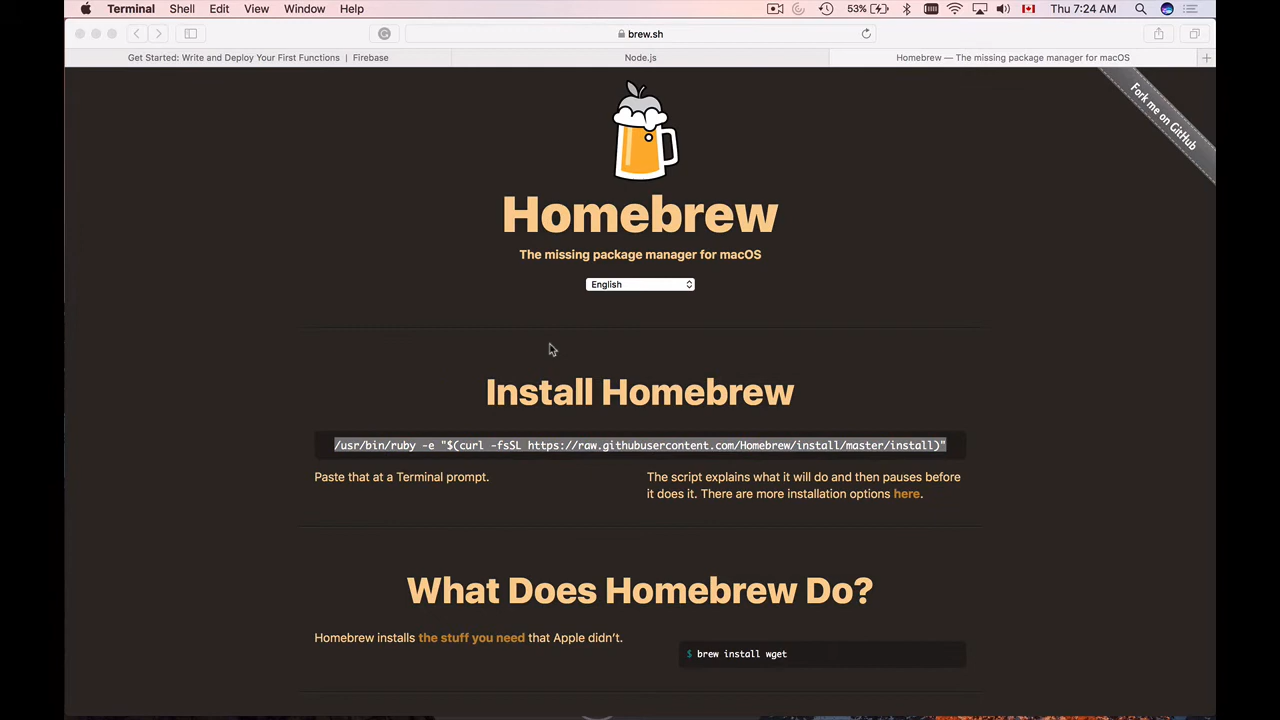 Terminal Shell Edit View Window Help 53% Thu 7:24 AM
brew.sh
Get Started: Write and Deploy Your First Functions | Firebase Node.js Homebrew — The missing package manager for macOS
Fork me on GitHub
Homebrew
The missing package manager for macOS
English
Install Homebrew
/usr/bin/ruby -e "$(curl -fsSL https://raw.githubusercontent.com/Homebrew/install/master/install)"
Paste that at a Terminal prompt.
The script explains what it will do and then pauses before
it does it. There are more installation options here.
What Does Homebrew Do?
Homebrew installs the stuff you need that Apple didn’t.
$ brew install wget